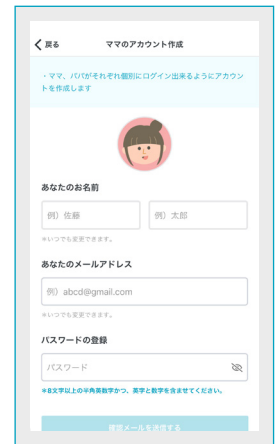 戻る ママのアカウント作成
・ママ、パパがそれぞれ個別にログイン出来るようにアカウン
トを作成します
あなたのお名前
例）佐藤 例）太郎
※いつでも変更できます。
あなたのメールアドレス
例）abcd@gmail.com
※いつでも変更できます。
パスワードの登録
パスワード
※8文字以上の半角英数字かつ、英字と数字を含ませてください。
確認メールを送信する